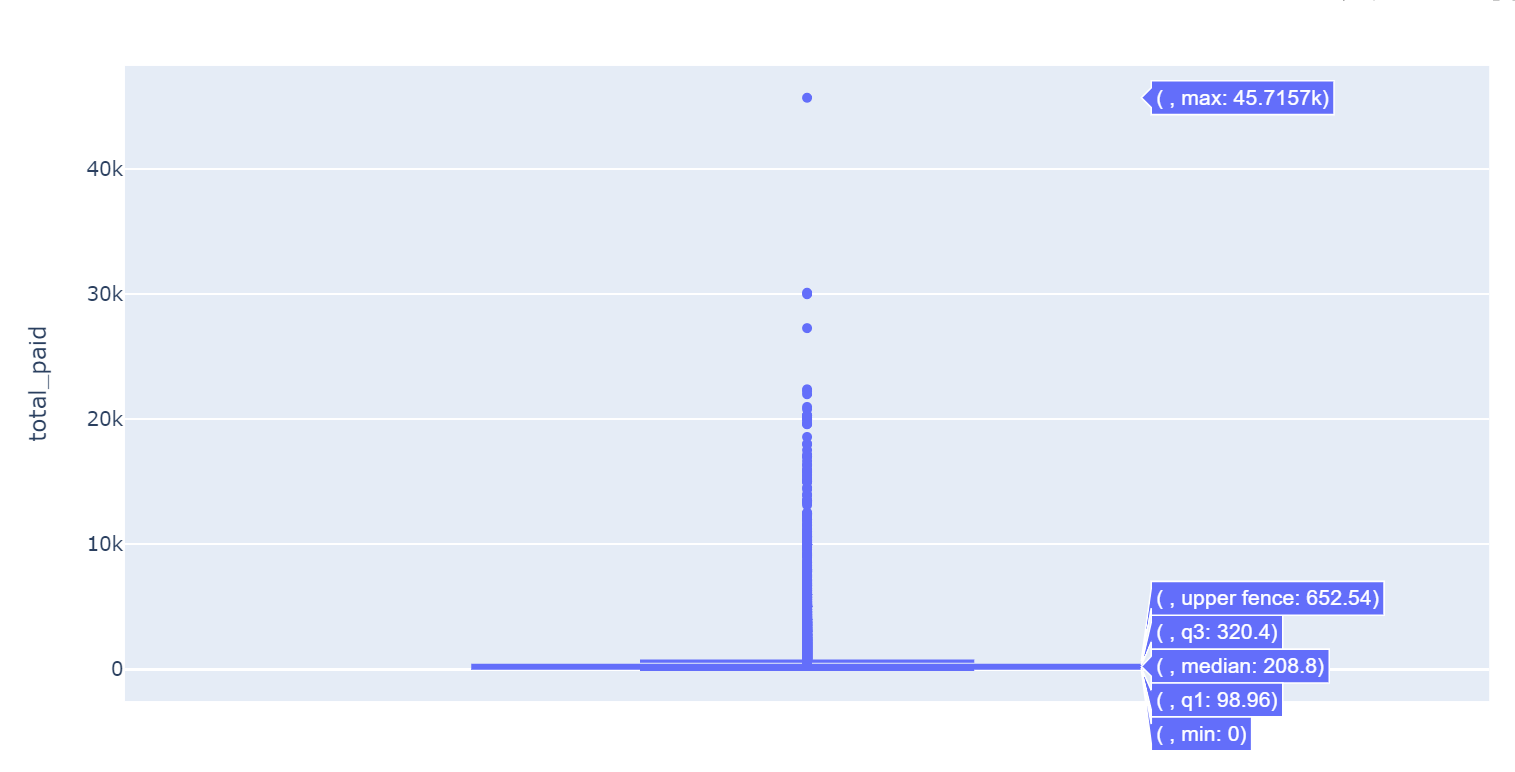 ( , max: 45.7157k)
40k
30k
20k
10k
0
total_paid
( , upper fence: 652.54)
( , q3: 320.4)
( , median: 208.8)
( , q1: 98.96)
( , min: 0)